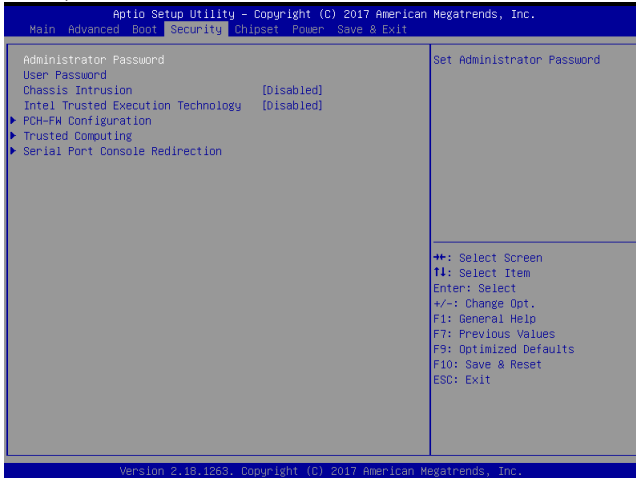 Aptio Setup Utility – Copyright (C) 2017 American Megatrends, Inc.
Main Advanced Boot Security Chipset Power Save & Exit
Administrator Password
User Password
Chassis Intrusion [Disabled]
Intel Trusted Execution Technology [Disabled]
PCH-FW Configuration
Trusted Computing
Serial Port Console Redirection
Set Administrator Password
→←: Select Screen
↑↓: Select Item
Enter: Select
+/-: Change Opt.
F1: General Help
F7: Previous Values
F9: Optimized Defaults
F10: Save & Reset
ESC: Exit
Version 2.18.1263. Copyright (C) 2017 American Megatrends, Inc.